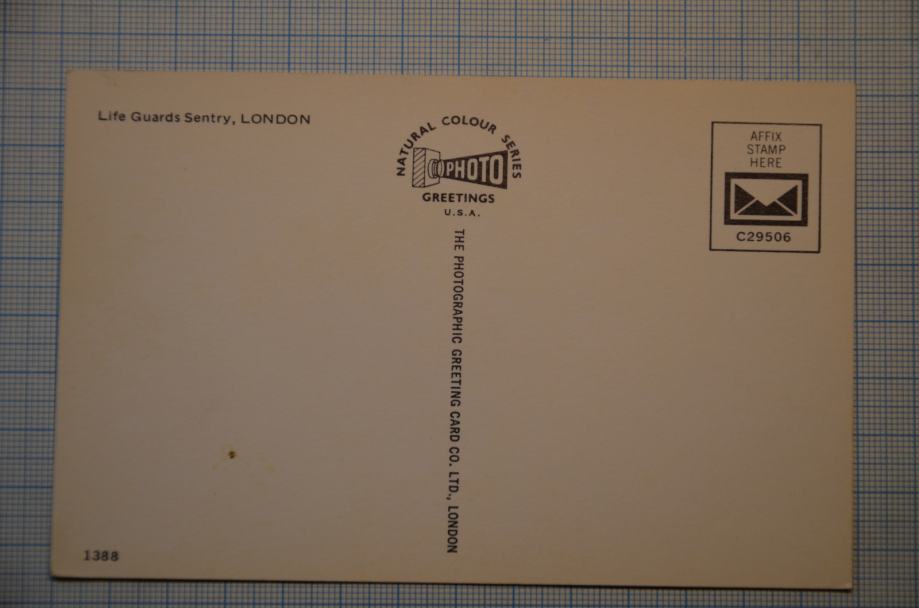 Life Guards Sentry, LONDON
NATURAL COLOUR SERIES
PHOTO
GREETINGS
U.S.A.
THE PHOTOGRAPHIC GREETING CARD CO. LTD., LONDON
AFFIX
STAMP
HERE
C29506
1388